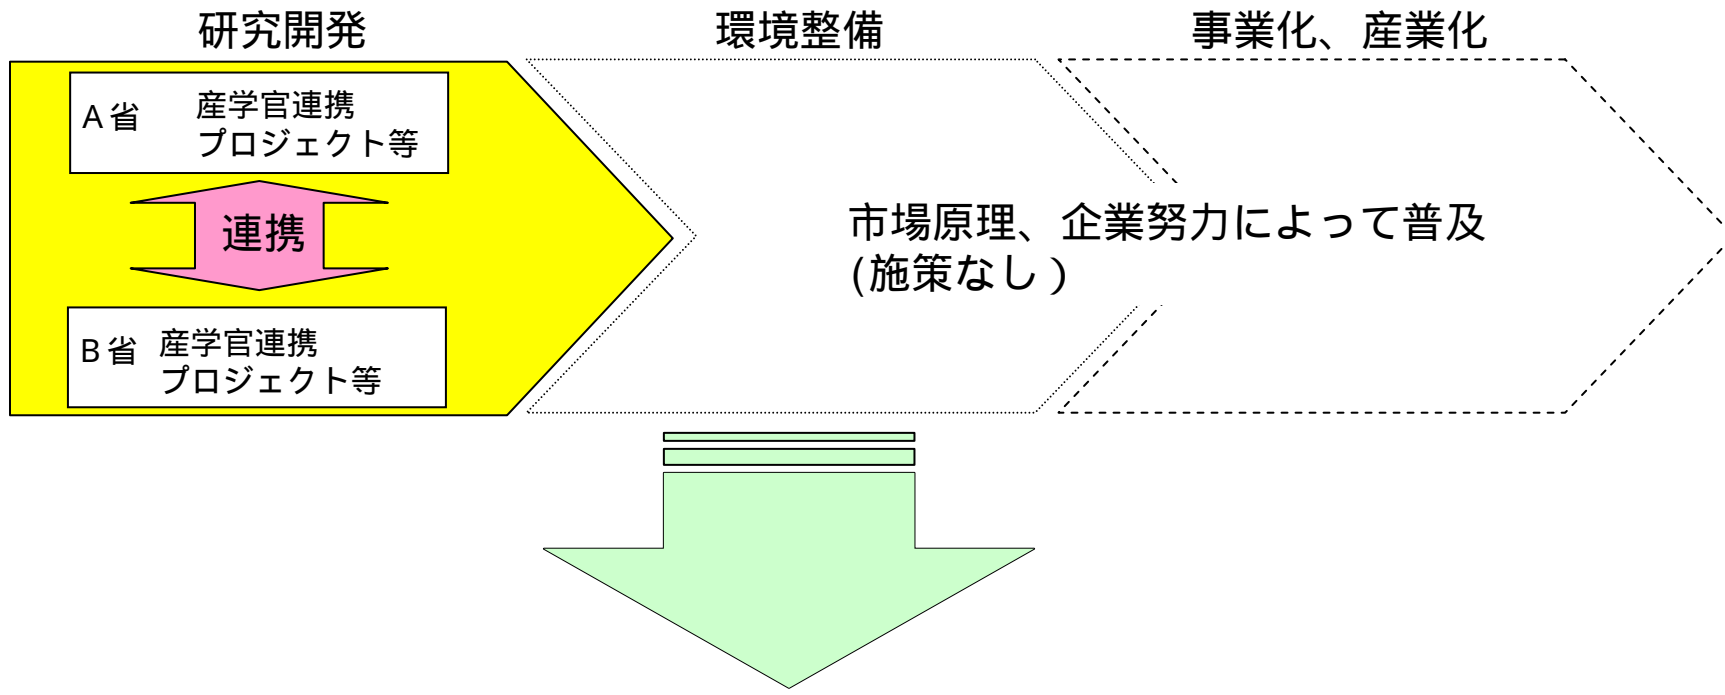 研究開発
環境整備
事業化、産業化
A省 産学官連携
プロジェクト等
連携
B省 産学官連携
プロジェクト等
市場原理、企業努力によって普及
(施策なし)